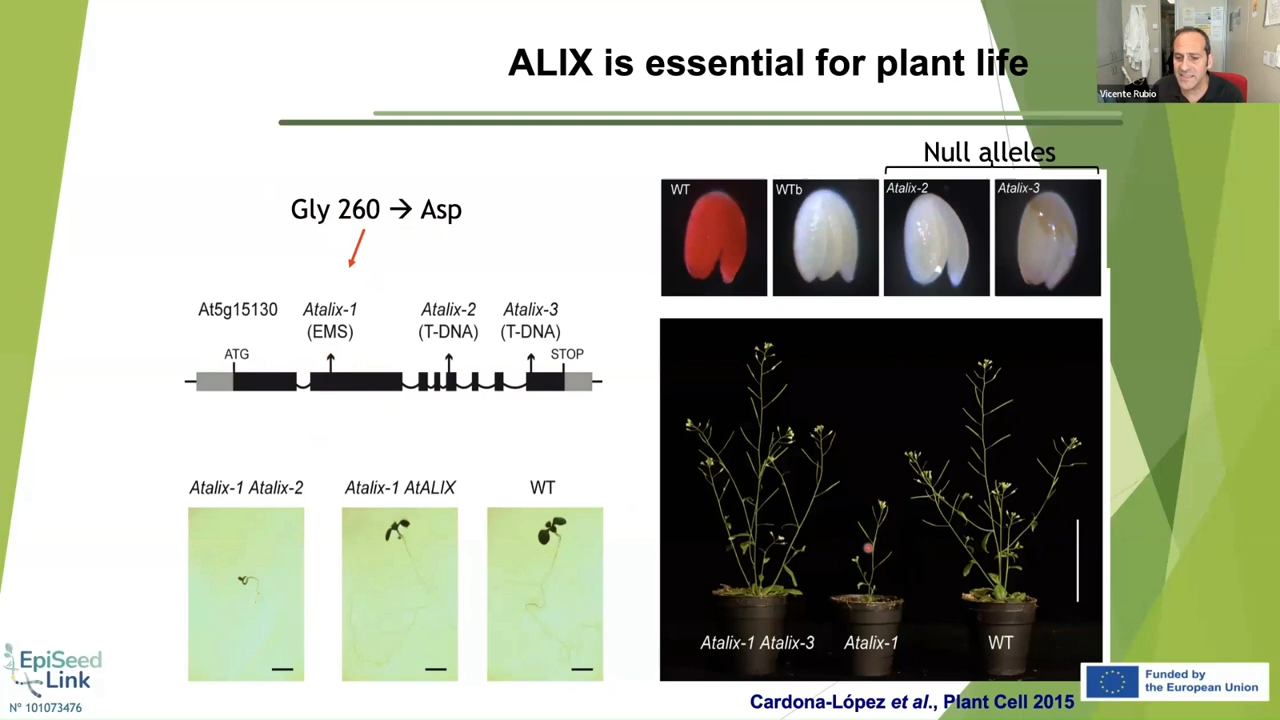 ALIX is essential for plant life
Vicente Rubio
Null alleles
WT
WTb
Atalix-2
Atalix-3
Gly 260 → Asp
At5g15130
Atalix-1
(EMS)
Atalix-2
(T-DNA)
Atalix-3
(T-DNA)
ATG
STOP
Atalix-1 Atalix-2
Atalix-1 AtALIX
WT
Atalix-1 Atalix-3
Atalix-1
WT
EpiSeed
Link
Nº 101073476
Funded by
the European Union
Cardona-López et al., Plant Cell 2015